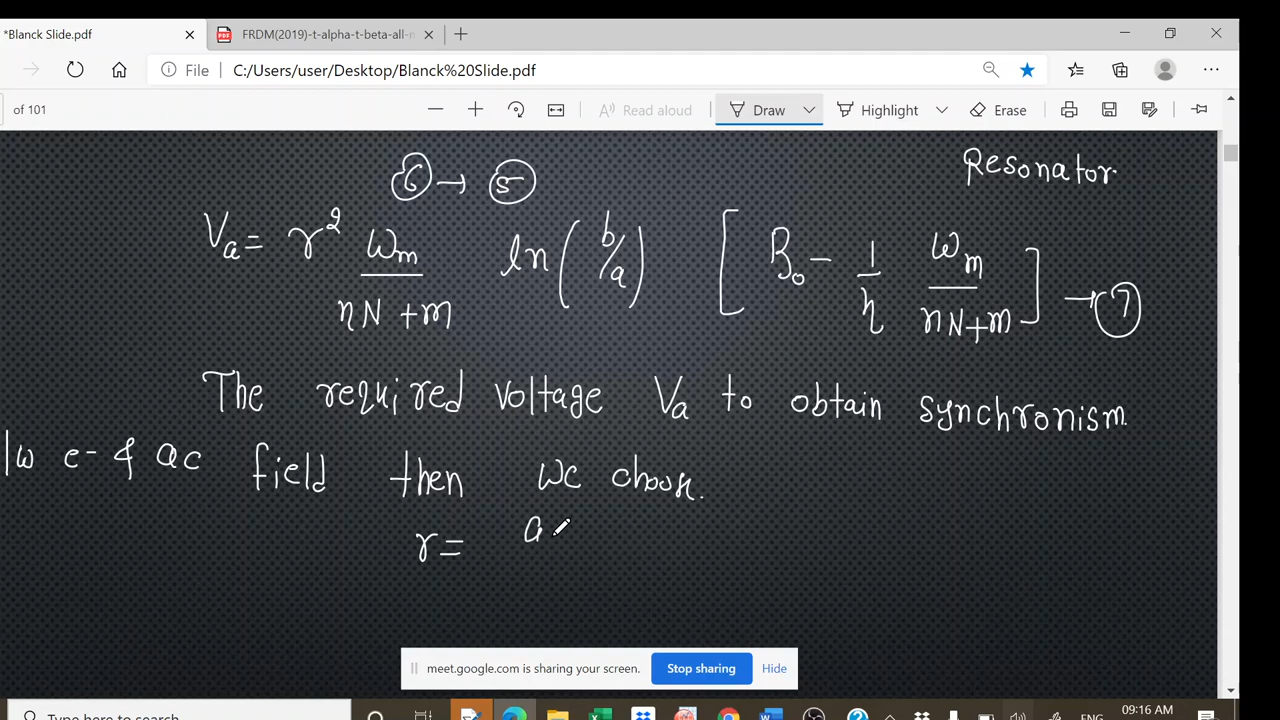 *Blanck Slide.pdf
FRDM(2019)-t-alpha-t-beta-all-n
File C:/Users/user/Desktop/Blanck%20Slide.pdf
of 101 Read aloud Draw Highlight Erase
Resonator.
⑥ → ⑤
Va = r² ωm/(nN+m) ln(b/a) [B₀ - 1/η ωm/(nN+m)] → ⑦
The required voltage Va to obtain synchronism.
/w e- & ac field then we choose.
r = a
meet.google.com is sharing your screen. Stop sharing Hide
Type here to search
ENG 09:16 AM